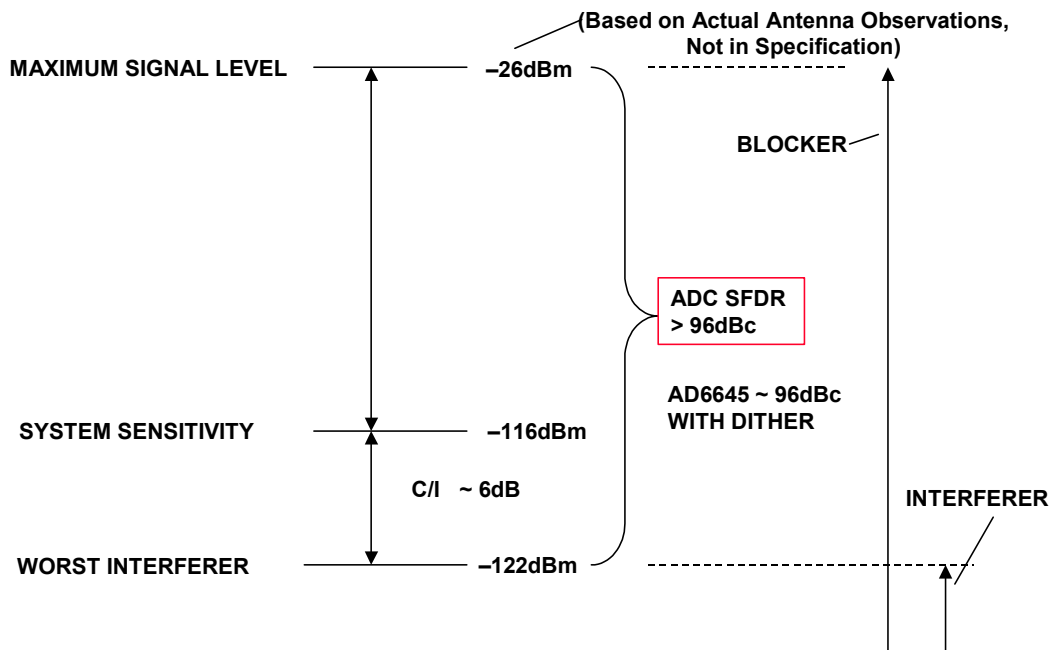 (Based on Actual Antenna Observations,
Not in Specification)
MAXIMUM SIGNAL LEVEL
–26dBm
BLOCKER
ADC SFDR
> 96dBc
AD6645 ~ 96dBc
WITH DITHER
SYSTEM SENSITIVITY
–116dBm
C/I ~ 6dB
INTERFERER
WORST INTERFERER
–122dBm